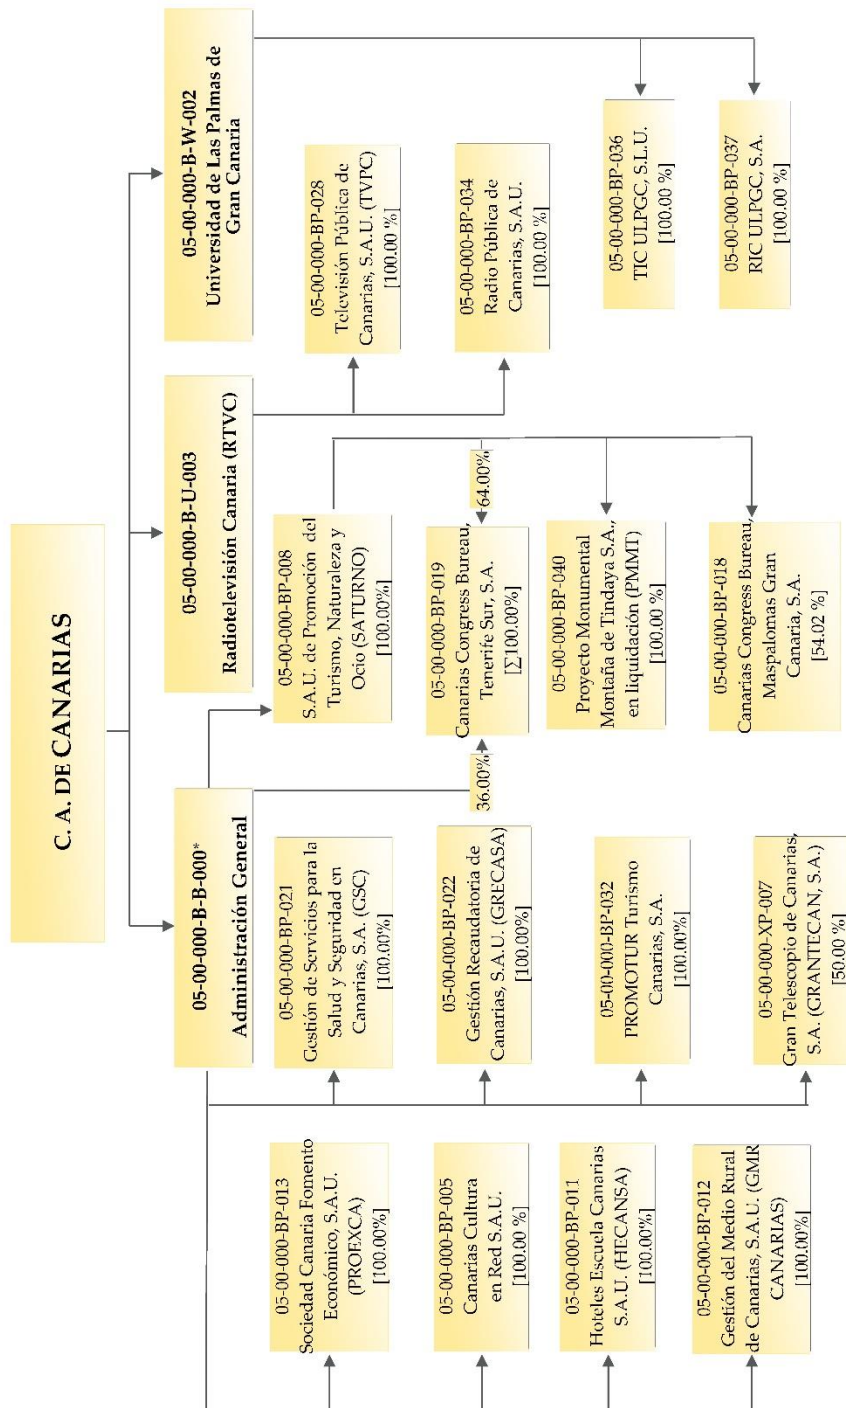 C. A. DE CANARIAS
05-00-000-B-B-000*
Administración General
05-00-000-B-U-003
Radiotelevisión Canaria (RTVC)
05-00-000-B-W-002
Universidad de Las Palmas de
Gran Canaria
05-00-000-BP-013
Sociedad Canaria Fomento
Económico, S.A.U.
(PROEXCA)
[100.00%]
05-00-000-BP-005
Canarias Cultura
en Red S.A.U.
[100.00 %]
05-00-000-BP-011
Hoteles Escuela Canarias
S.A.U. (HECANSA)
[100.00%]
05-00-000-BP-012
Gestión del Medio Rural
de Canarias, S.A.U. (GMR
CANARIAS)
[100.00%]
05-00-000-BP-021
Gestión de Servicios para la
Salud y Seguridad en
Canarias, S.A. (GSC)
[100.00%]
05-00-000-BP-022
Gestión Recaudatoria de
Canarias, S.A.U. (GRECASA)
[100.00%]
05-00-000-BP-032
PROMOTUR Turismo
Canarias, S.A.
[100.00%]
05-00-000-XP-007
Gran Telescopio de Canarias,
S.A. (GRANTECAN, S.A.)
[50.00 %]
05-00-000-BP-008
S.A.U. de Promoción del
Turismo, Naturaleza y
Ocio (SATURNO)
[100.00%]
36.00%
05-00-000-BP-019
Canarias Congress Bureau,
Tenerife Sur, S.A.
[∑100.00%]
64.00%
05-00-000-BP-040
Proyecto Monumental
Montaña de Tindaya S.A.,
en liquidación (PMMT)
[100.00 %]
05-00-000-BP-018
Canarias Congress Bureau,
Maspalomas Gran
Canaria, S.A.
[54.02 %]
05-00-000-BP-028
Televisión Pública de
Canarias, S.A.U. (TVPC)
[100.00 %]
05-00-000-BP-034
Radio Pública de
Canarias, S.A.U.
[100.00 %]
05-00-000-BP-036
TIC ULPGC, S.L.U.
[100.00 %]
05-00-000-BP-037
RIC ULPGC, S.A.
[100.00 %]